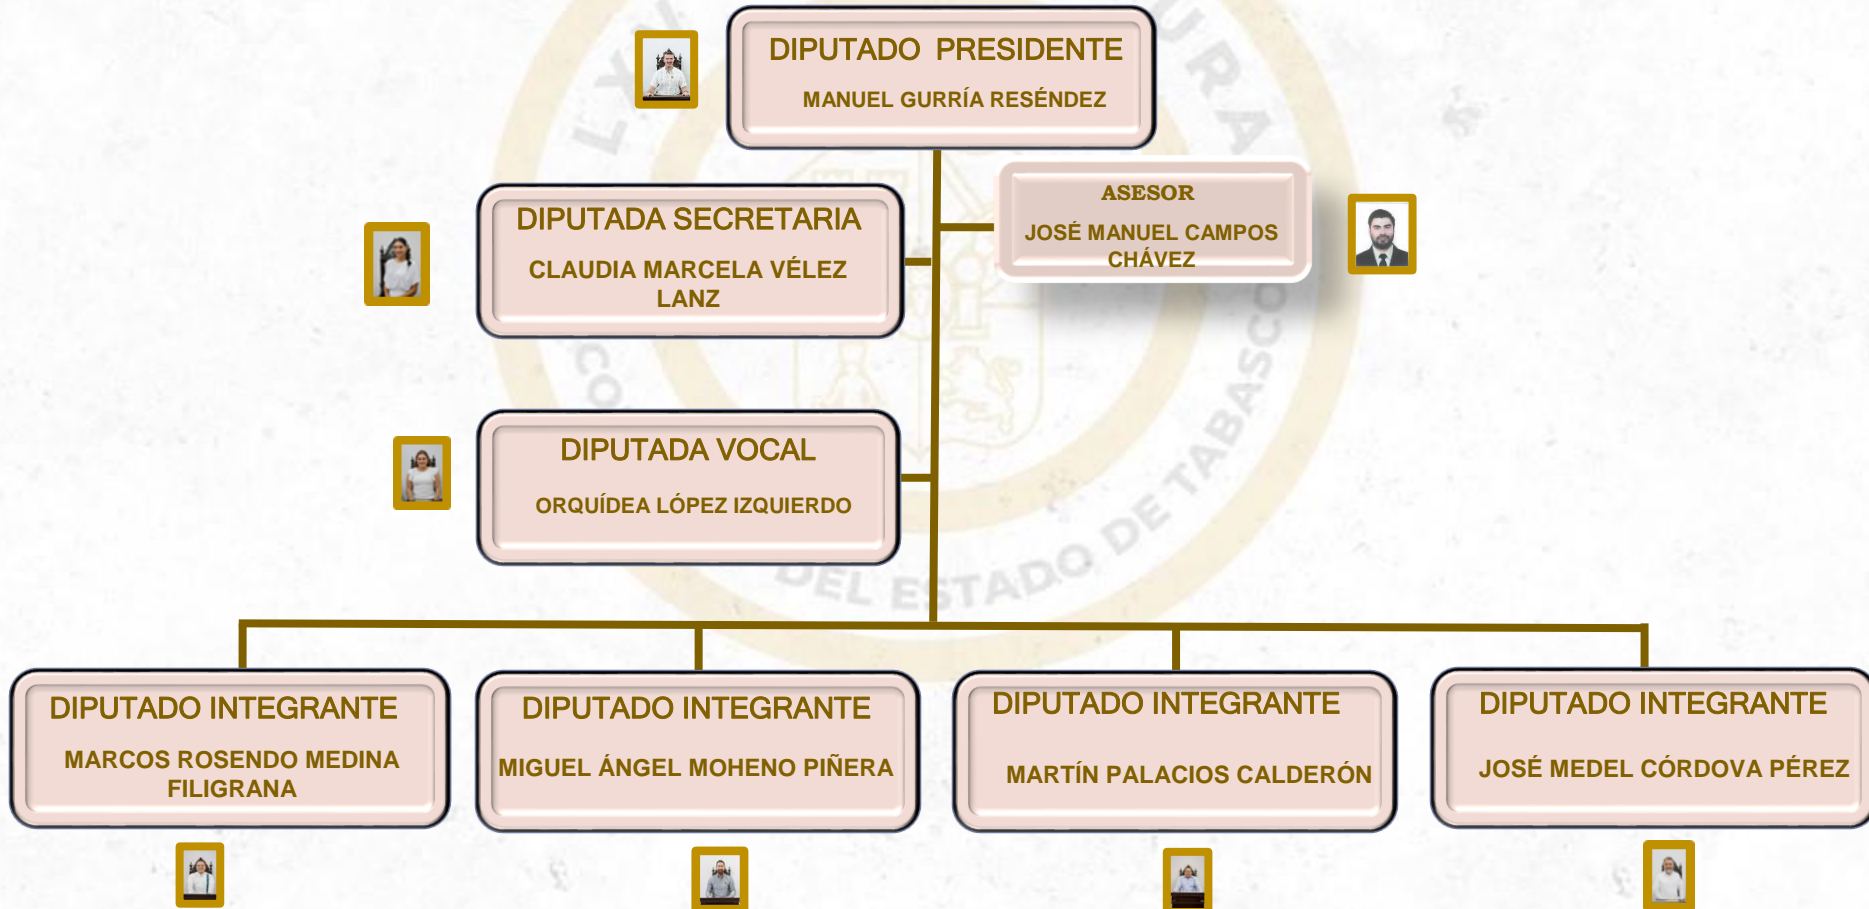 DIPUTADO  PRESIDENTE
MANUEL GURRÍA RESÉNDEZ
ASESOR
JOSÉ MANUEL CAMPOS
CHÁVEZ
DIPUTADA SECRETARIA
CLAUDIA MARCELA VÉLEZ
LANZ
DIPUTADA VOCAL
ORQUÍDEA LÓPEZ IZQUIERDO
DIPUTADO INTEGRANTE
MARCOS ROSENDO MEDINA
FILIGRANA
DIPUTADO INTEGRANTE
MIGUEL ÁNGEL MOHENO PIÑERA
DIPUTADO INTEGRANTE
MARTÍN PALACIOS CALDERÓN
DIPUTADO INTEGRANTE
JOSÉ MEDEL CÓRDOVA PÉREZ
DEL ESTADO DE TABASCO